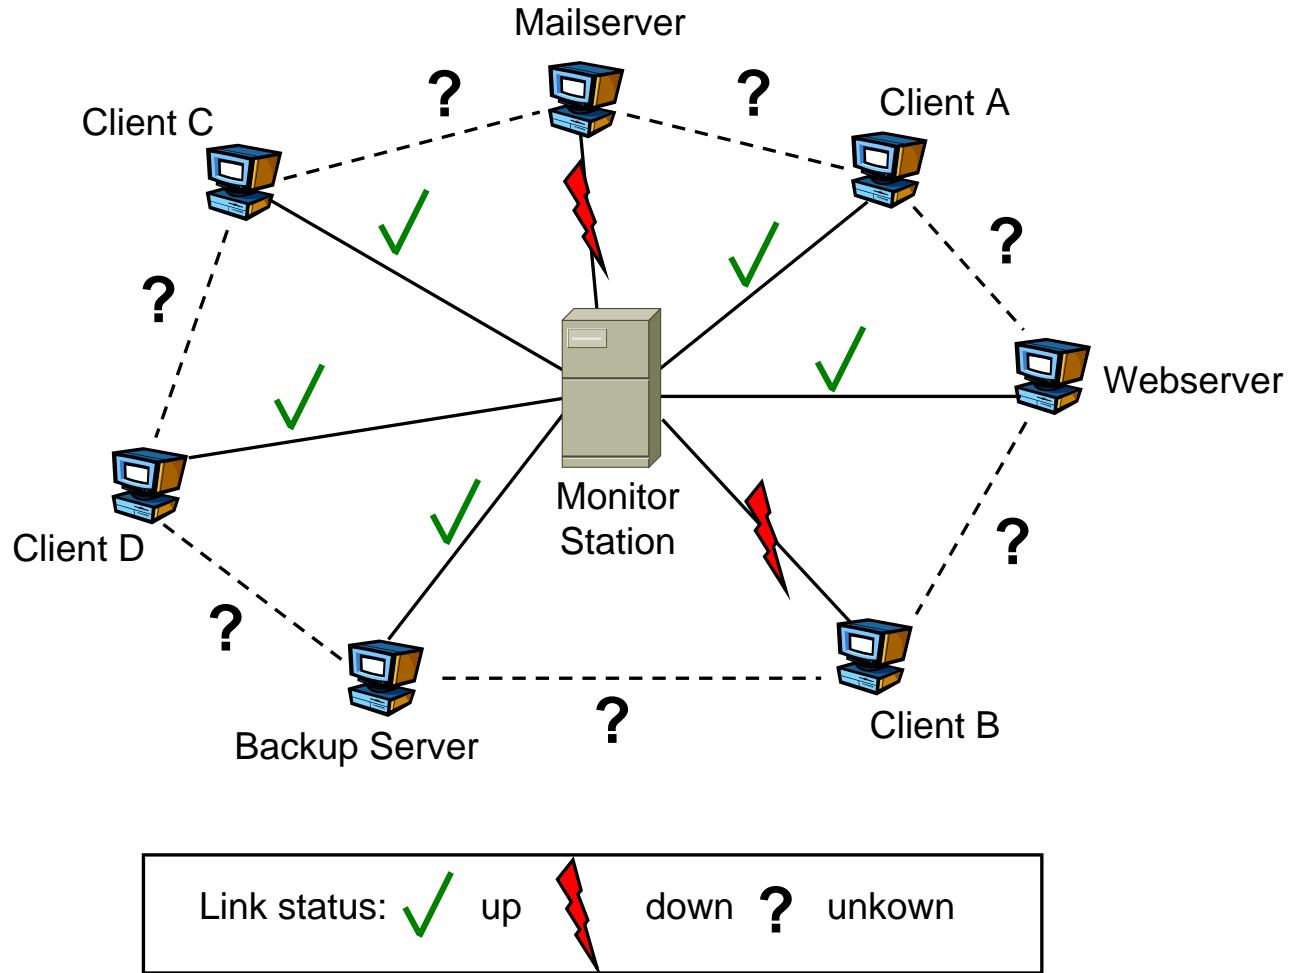 Mailserver
Client A
Client C
Webserver
Monitor
Station
Client D
Client B
Backup Server
Link status: up down ? unkown
?
?
?
?
?
?
?